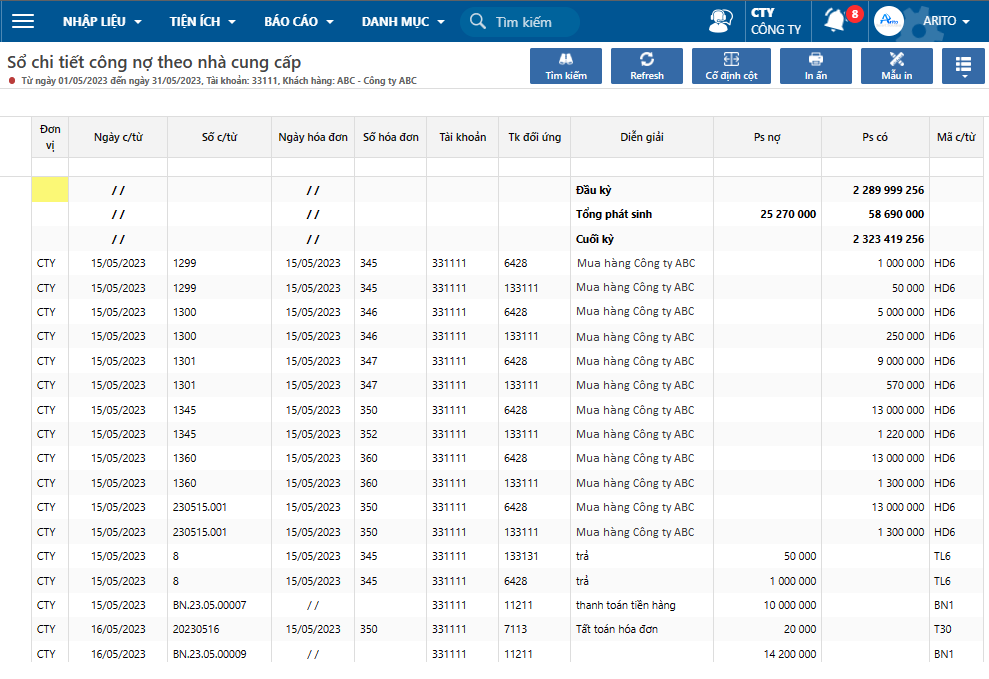 NHẬP LIỆU TIỆN ÍCH BÁO CÁO DANH MỤC Tìm kiếm CTY CÔNG TY 8 Arito ARITO
Sổ chi tiết công nợ theo nhà cung cấp
Từ ngày 01/05/2023 đến ngày 31/05/2023, Tài khoản: 33111, Khách hàng: ABC - Công ty ABC
Tìm kiếm Refresh Cố định cột In ấn Mẫu in
Đơn vị Ngày c/từ Số c/từ Ngày hóa đơn Số hóa đơn Tài khoản Tk đối ứng Diễn giải Ps nợ Ps có Mã c/từ
/ / / / Đầu kỳ 2 289 999 256
/ / / / Tổng phát sinh 25 270 000 58 690 000
/ / / / Cuối kỳ 2 323 419 256
CTY 15/05/2023 1299 15/05/2023 345 331111 6428 Mua hàng Công ty ABC 1 000 000 HD6
CTY 15/05/2023 1299 15/05/2023 345 331111 133111 Mua hàng Công ty ABC 50 000 HD6
CTY 15/05/2023 1300 15/05/2023 346 331111 6428 Mua hàng Công ty ABC 5 000 000 HD6
CTY 15/05/2023 1300 15/05/2023 346 331111 133111 Mua hàng Công ty ABC 250 000 HD6
CTY 15/05/2023 1301 15/05/2023 347 331111 6428 Mua hàng Công ty ABC 9 000 000 HD6
CTY 15/05/2023 1301 15/05/2023 347 331111 133111 Mua hàng Công ty ABC 570 000 HD6
CTY 15/05/2023 1345 15/05/2023 350 331111 6428 Mua hàng Công ty ABC 13 000 000 HD6
CTY 15/05/2023 1345 15/05/2023 352 331111 133111 Mua hàng Công ty ABC 1 220 000 HD6
CTY 15/05/2023 1360 15/05/2023 360 331111 6428 Mua hàng Công ty ABC 13 000 000 HD6
CTY 15/05/2023 1360 15/05/2023 360 331111 133111 Mua hàng Công ty ABC 1 300 000 HD6
CTY 15/05/2023 230515.001 15/05/2023 350 331111 6428 Mua hàng Công ty ABC 13 000 000 HD6
CTY 15/05/2023 230515.001 15/05/2023 350 331111 133111 Mua hàng Công ty ABC 1 300 000 HD6
CTY 15/05/2023 8 15/05/2023 345 331111 133131 trả 50 000 TL6
CTY 15/05/2023 8 15/05/2023 345 331111 6428 trả 1 000 000 TL6
CTY 15/05/2023 BN.23.05.00007 / / 331111 11211 thanh toán tiền hàng 10 000 000 BN1
CTY 16/05/2023 20230516 15/05/2023 350 331111 7113 Tất toán hóa đơn 20 000 T30
CTY 16/05/2023 BN.23.05.00009 / / 331111 11211 14 200 000 BN1